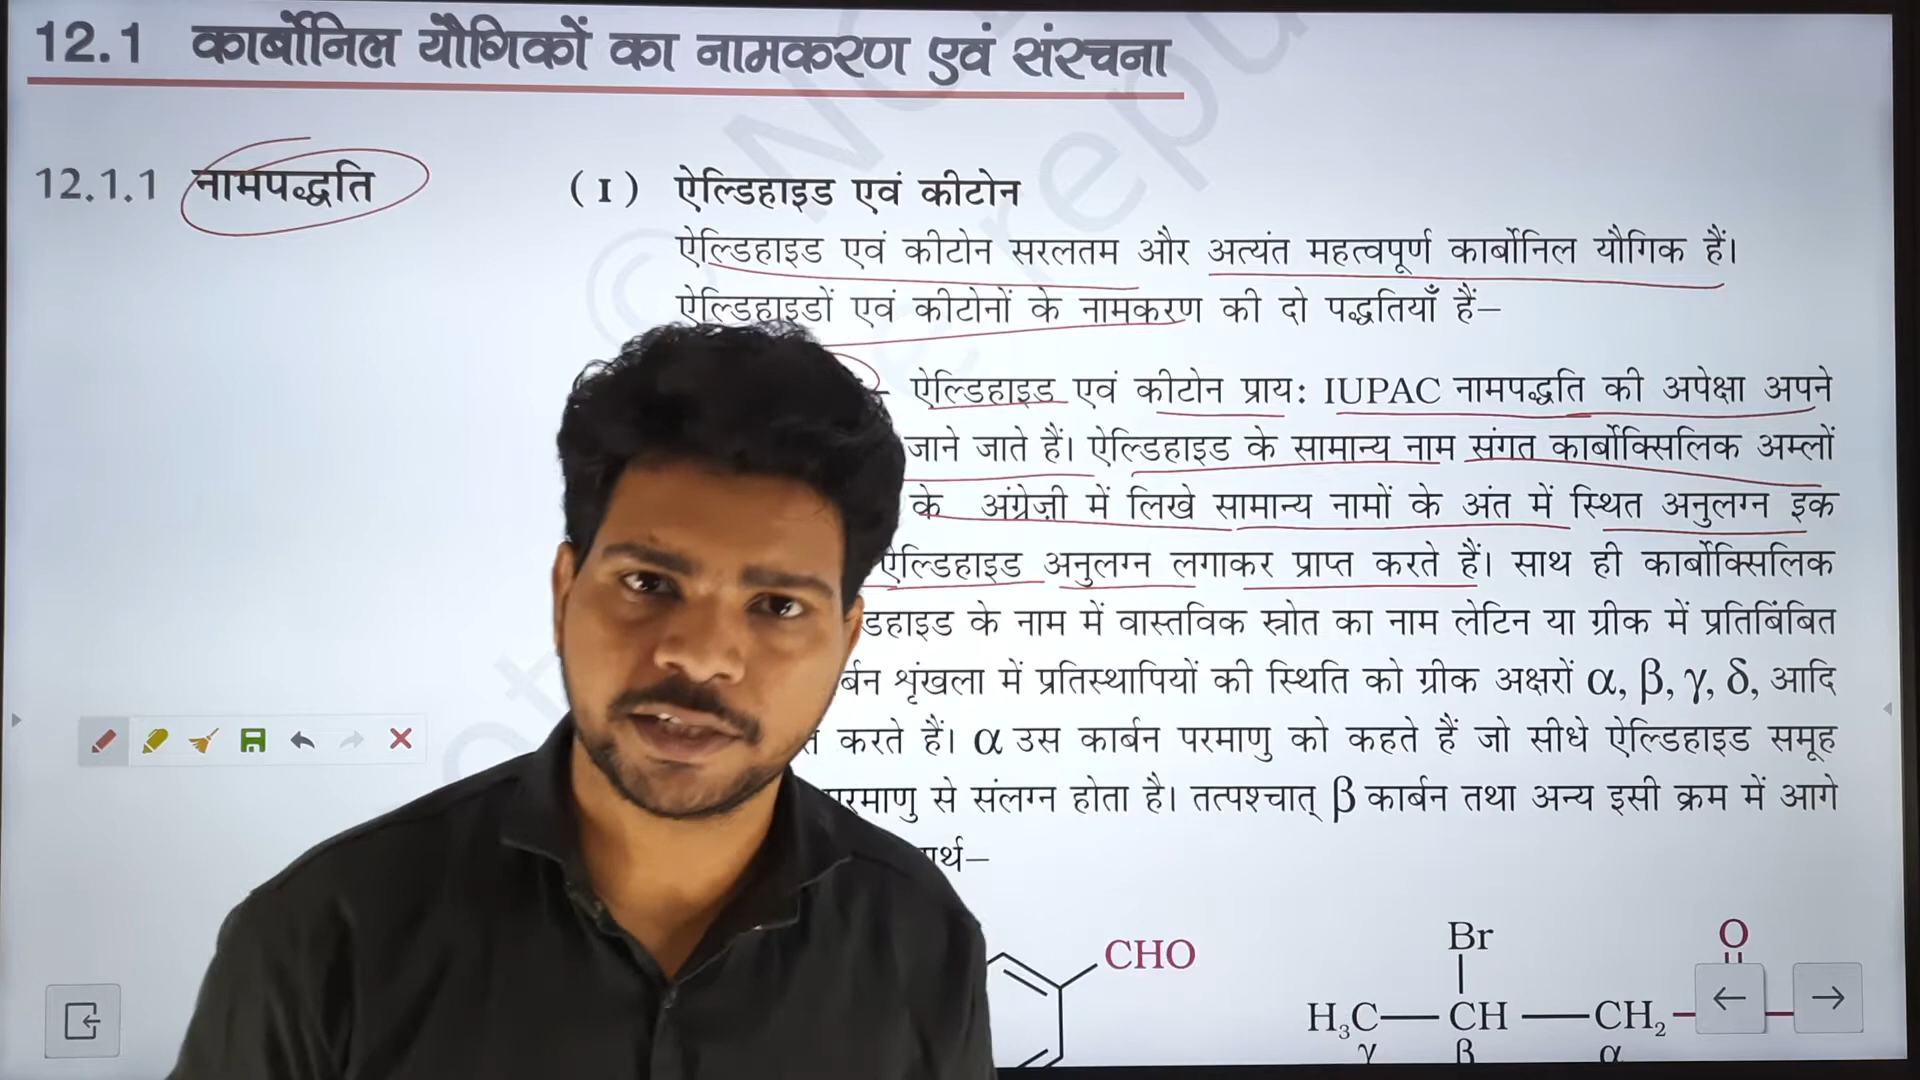 12.1 कार्बोनिल यौगिकों का नामकरण एवं संरचना
12.1.1 नामपद्धति
(I) ऐल्डिहाइड एवं कीटोन
ऐल्डिहाइड एवं कीटोन सरलतम और अत्यंत महत्वपूर्ण कार्बोनिल यौगिक हैं।
ऐल्डिहाइडों एवं कीटोनों के नामकरण की दो पद्धतियाँ हैं–
ऐल्डिहाइड एवं कीटोन प्राय: IUPAC नामपद्धति की अपेक्षा अपने
जाने जाते हैं। ऐल्डिहाइड के सामान्य नाम संगत कार्बोक्सिलिक अम्लों
के अंग्रेज़ी में लिखे सामान्य नामों के अंत में स्थित अनुलग्न इक
ऐल्डिहाइड अनुलग्न लगाकर प्राप्त करते हैं। साथ ही कार्बोक्सिलिक
डहाइड के नाम में वास्तविक स्रोत का नाम लेटिन या ग्रीक में प्रतिबिंबित
र्बन शृंखला में प्रतिस्थापियों की स्थिति को ग्रीक अक्षरों α, β, γ, δ, आदि
करते हैं। α उस कार्बन परमाणु को कहते हैं जो सीधे ऐल्डिहाइड समूह
परमाणु से संलग्न होता है। तत्पश्चात् β कार्बन तथा अन्य इसी क्रम में आगे
र्थ–
CHO
Br
O
H₃C — CH — CH₂ —
γ β α